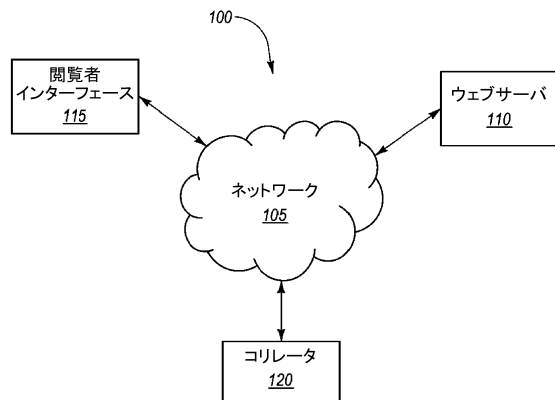 100
閲覧者
インターフェース
115
ウェブサーバ
110
ネットワーク
105
コリレータ
120